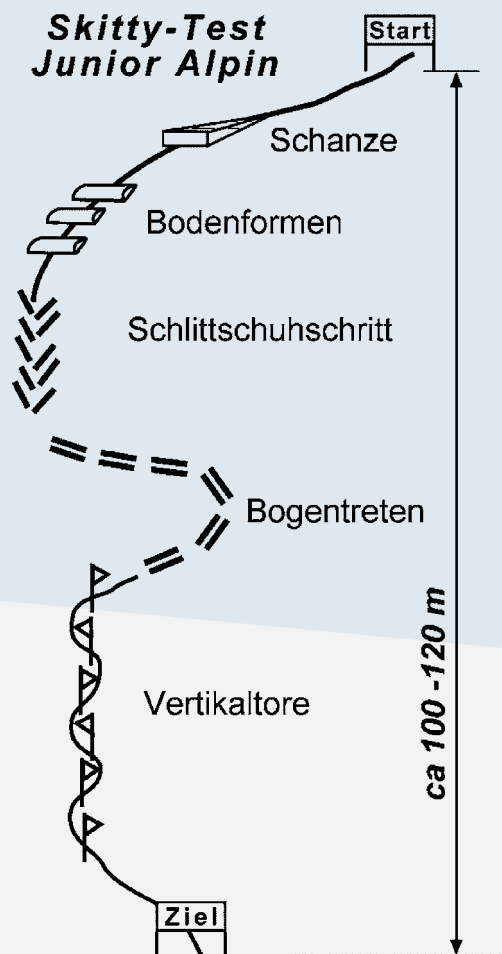 Skitty-Test
Junior Alpin
Start
Schanze
Bodenformen
Schlittschuhschritt
Bogentreten
ca 100 -120 m
Vertikaltore
Ziel